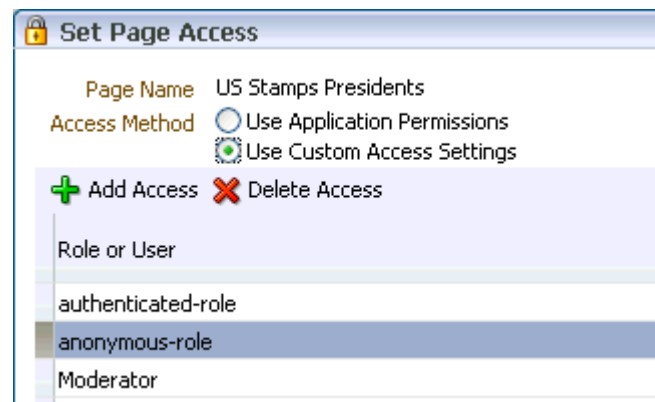 Set Page Access
Page Name US Stamps Presidents
Access Method Use Application Permissions
Use Custom Access Settings
Add Access Delete Access
Role or User
authenticated-role
anonymous-role
Moderator